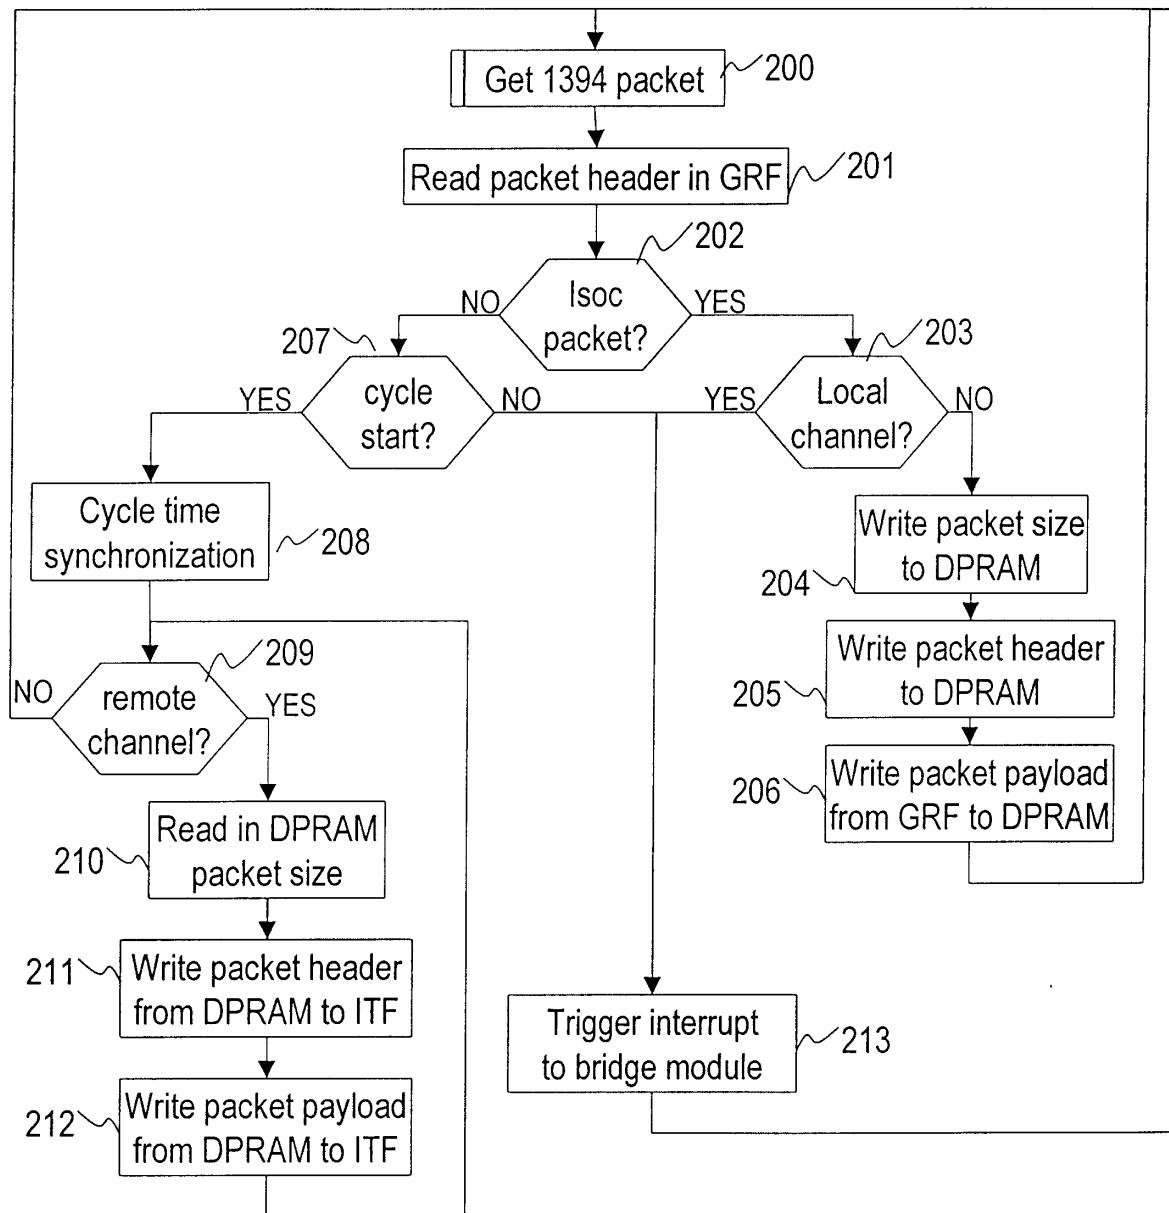 Get 1394 packet
200
Read packet header in GRF
201
202
Isoc
packet?
NO
YES
207
203
cycle
start?
YES
NO
Local
channel?
YES
NO
Cycle time
synchronization
208
Write packet size
to DPRAM
204
209
remote
channel?
NO
YES
Write packet header
to DPRAM
205
Write packet payload
from GRF to DPRAM
206
Read in DPRAM
packet size
210
Write packet header
from DPRAM to ITF
211
Trigger interrupt
to bridge module
213
Write packet payload
from DPRAM to ITF
212